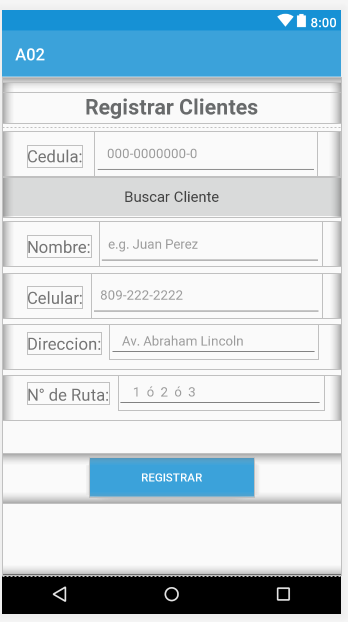 8:00
A02
Registrar Clientes
Cedula: 000-0000000-0
Buscar Cliente
Nombre: e.g. Juan Perez
Celular: 809-222-2222
Direccion: Av. Abraham Lincoln
N° de Ruta: 1 ó 2 ó 3
REGISTRAR